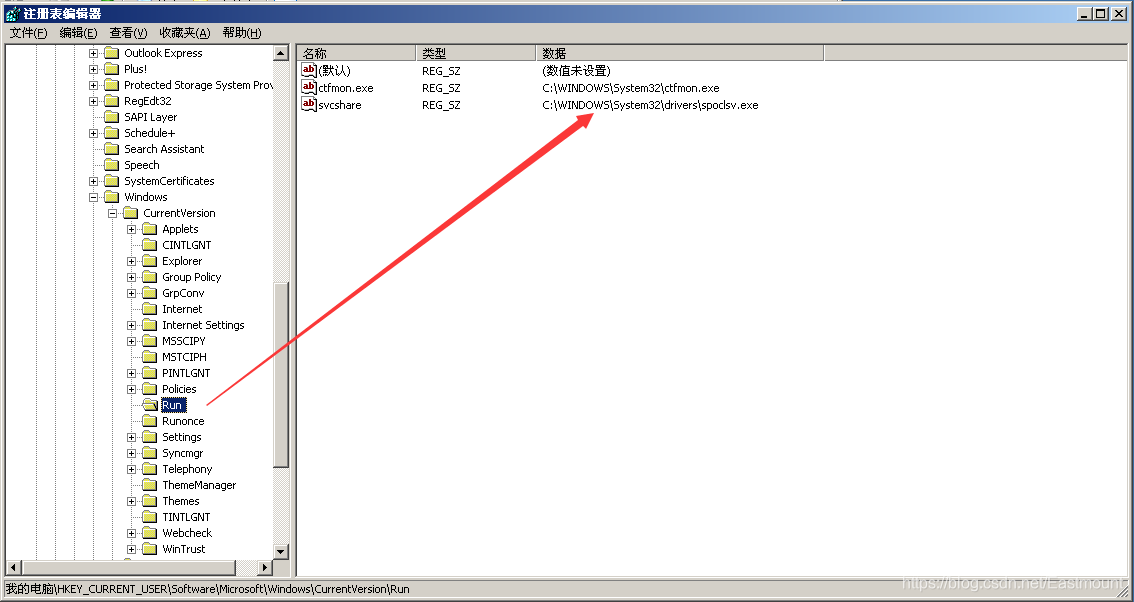 注册表编辑器
文件(F) 编辑(E) 查看(V) 收藏夹(A) 帮助(H)
Outlook Express
Plus!
Protected Storage System Prov
RegEdt32
SAPI Layer
Schedule+
Search Assistant
Speech
SystemCertificates
Windows
CurrentVersion
Applets
CINTLGNT
Explorer
Group Policy
GrpConv
Internet
Internet Settings
MSSCIPY
MSTCIPH
PINTLGNT
Policies
Run
Runonce
Settings
Syncmgr
Telephony
ThemeManager
Themes
TINTLGNT
Webcheck
WinTrust
名称 类型 数据
ab (默认) REG_SZ (数值未设置)
ab ctfmon.exe REG_SZ C:\WINDOWS\System32\ctfmon.exe
ab svcshare REG_SZ C:\WINDOWS\System32\drivers\spoclsv.exe
我的电脑\HKEY_CURRENT_USER\Software\Microsoft\Windows\CurrentVersion\Run
https://blog.csdn.net/Eastmount